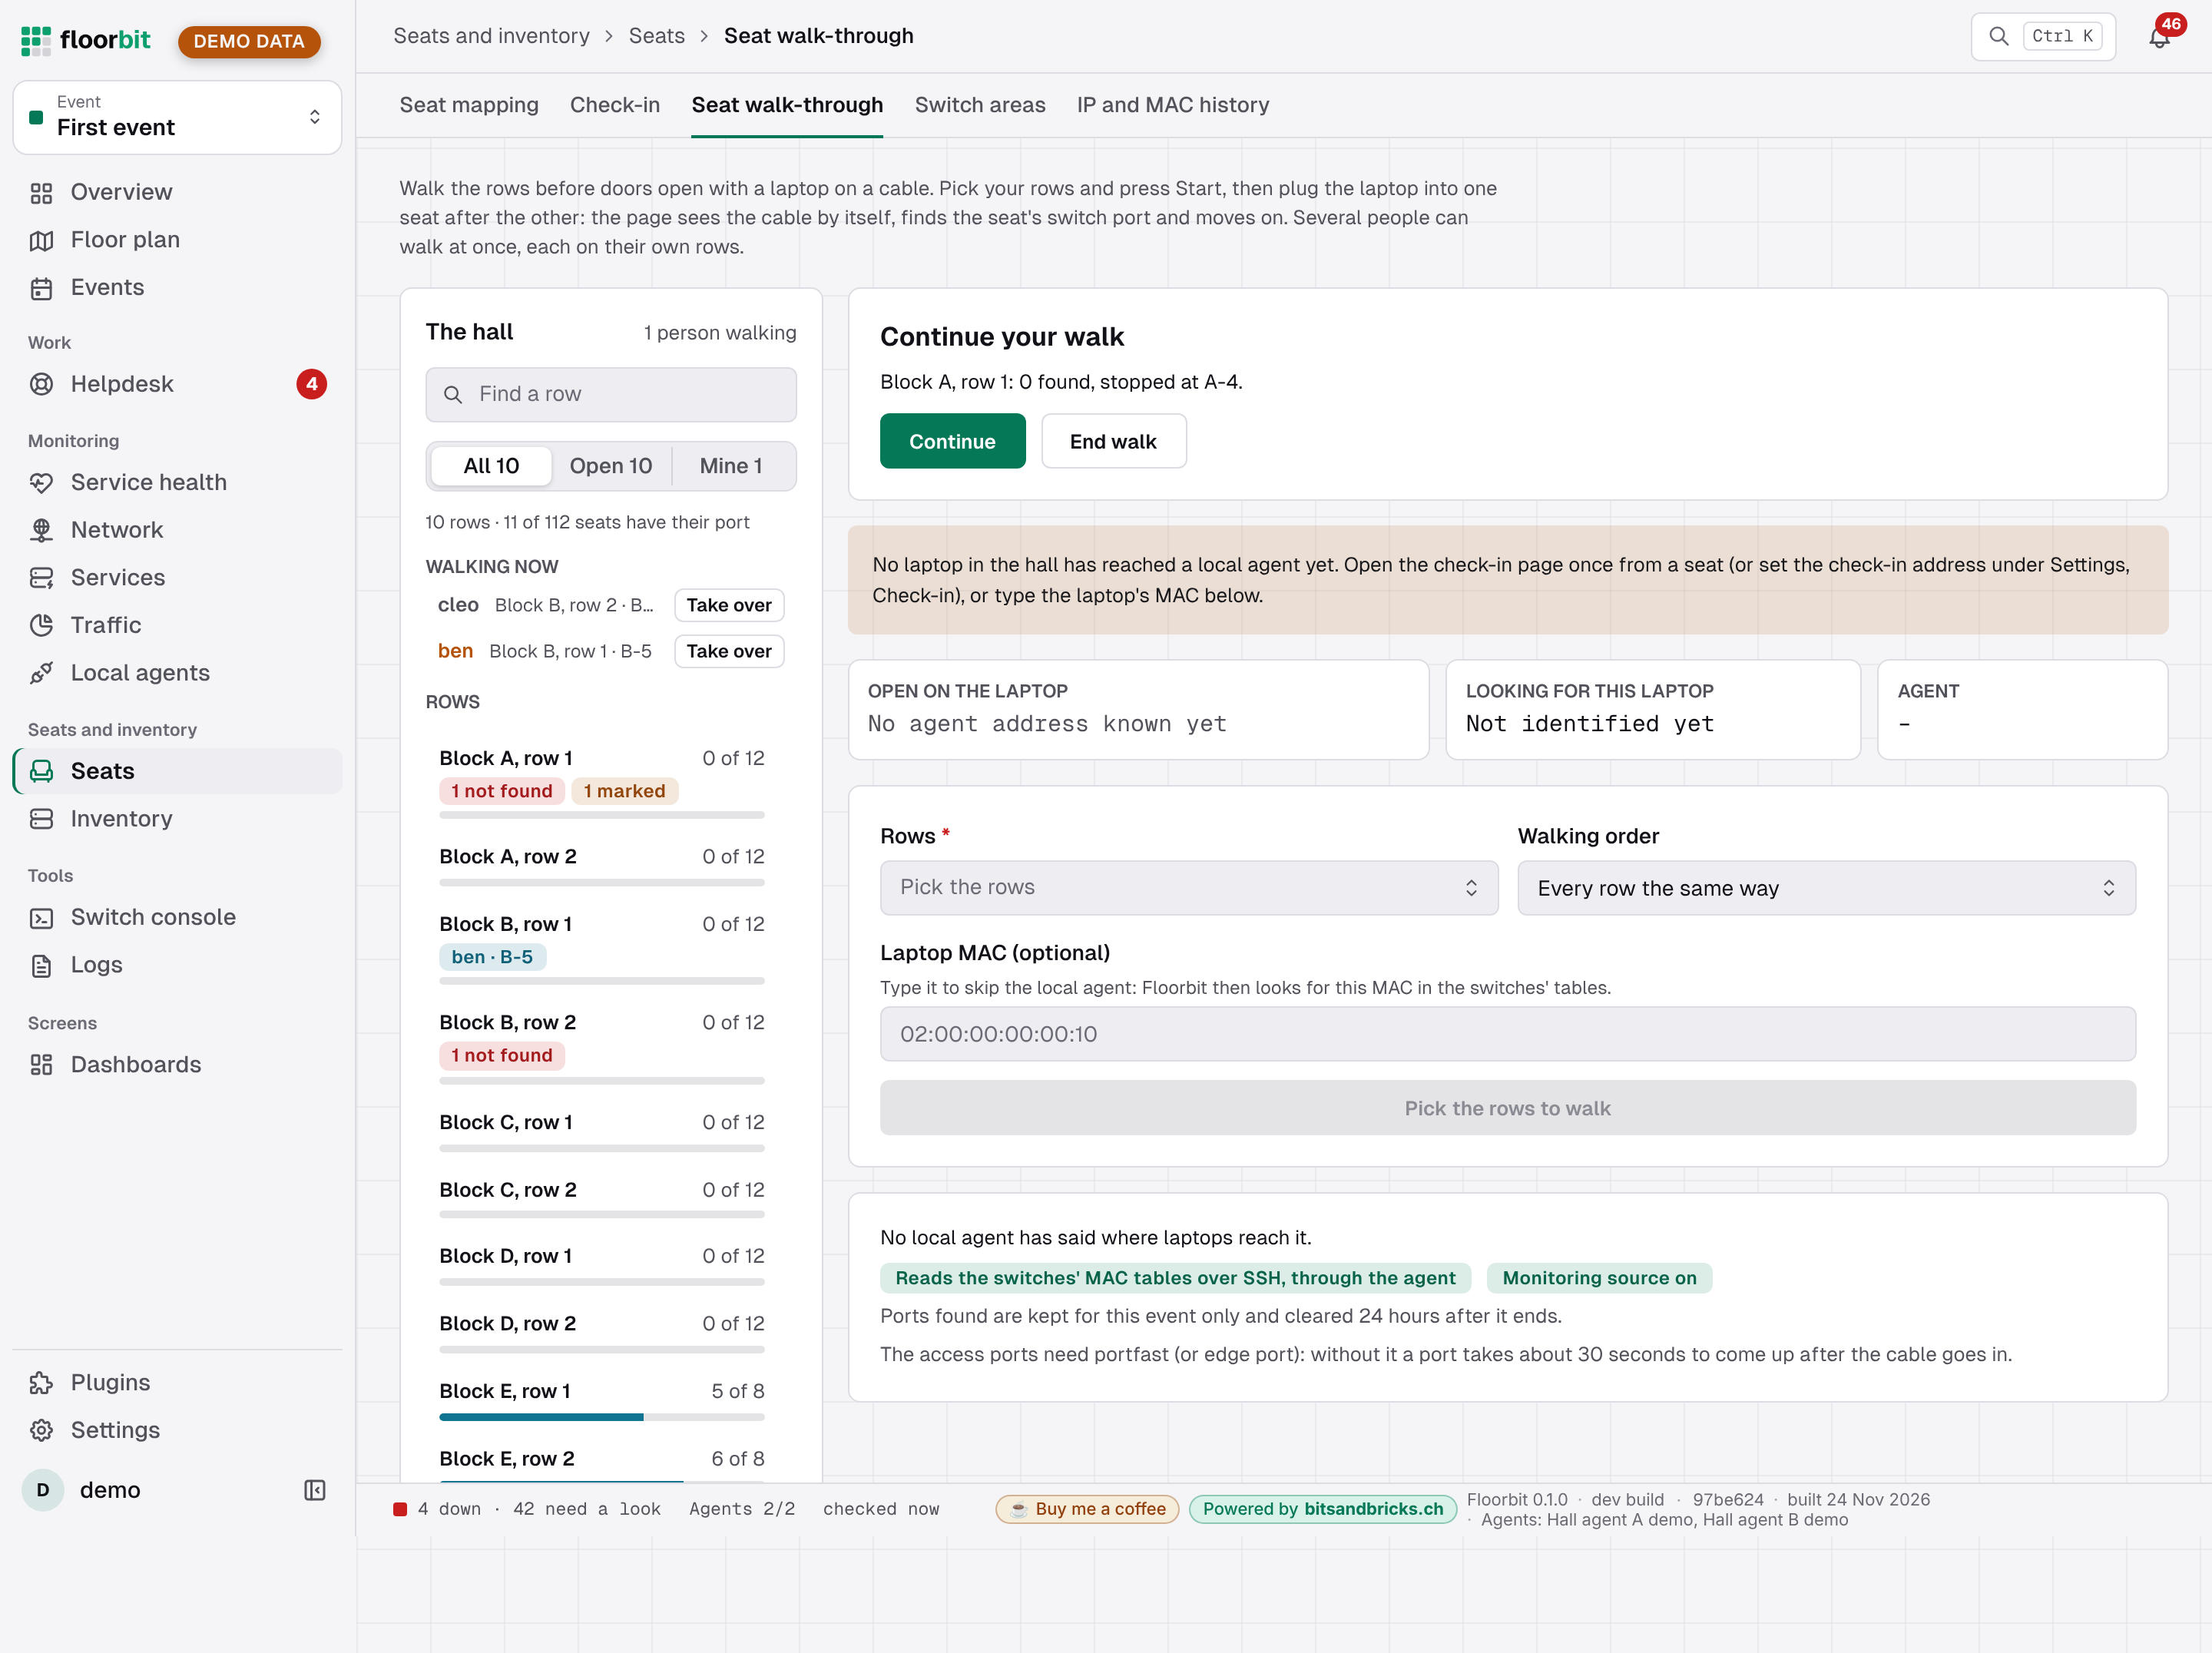 floorbit
DEMO DATA
Event
First event
Overview
Floor plan
Events
Work
Helpdesk
4
Monitoring
Service health
Network
Services
Traffic
Local agents
Seats and inventory
Seats
Inventory
Tools
Switch console
Logs
Screens
Dashboards
Plugins
Settings
D
demo
Seats and inventory > Seats > Seat walk-through
Ctrl K
46
Seat mapping
Check-in
Seat walk-through
Switch areas
IP and MAC history
Walk the rows before doors open with a laptop on a cable. Pick your rows and press Start, then plug the laptop into one
seat after the other: the page sees the cable by itself, finds the seat's switch port and moves on. Several people can
walk at once, each on their own rows.
The hall
1 person walking
Find a row
All 10
Open 10
Mine 1
10 rows · 11 of 112 seats have their port
WALKING NOW
cleo Block B, row 2 · B… Take over
ben Block B, row 1 · B-5 Take over
ROWS
Block A, row 1 0 of 12
1 not found 1 marked
Block A, row 2 0 of 12
Block B, row 1 0 of 12
ben · B-5
Block B, row 2 0 of 12
1 not found
Block C, row 1 0 of 12
Block C, row 2 0 of 12
Block D, row 1 0 of 12
Block D, row 2 0 of 12
Block E, row 1 5 of 8
Block E, row 2 6 of 8
Continue your walk
Block A, row 1: 0 found, stopped at A-4.
Continue
End walk
No laptop in the hall has reached a local agent yet. Open the check-in page once from a seat (or set the check-in address under Settings,
Check-in), or type the laptop's MAC below.
OPEN ON THE LAPTOP
No agent address known yet
LOOKING FOR THIS LAPTOP
Not identified yet
AGENT
–
Rows *
Pick the rows
Walking order
Every row the same way
Laptop MAC (optional)
Type it to skip the local agent: Floorbit then looks for this MAC in the switches' tables.
02:00:00:00:00:10
Pick the rows to walk
No local agent has said where laptops reach it.
Reads the switches' MAC tables over SSH, through the agent
Monitoring source on
Ports found are kept for this event only and cleared 24 hours after it ends.
The access ports need portfast (or edge port): without it a port takes about 30 seconds to come up after the cable goes in.
4 down · 42 need a look Agents 2/2 checked now
Buy me a coffee
Powered by bitsandbricks.ch
Floorbit 0.1.0 · dev build · 97be624 · built 24 Nov 2026
· Agents: Hall agent A demo, Hall agent B demo